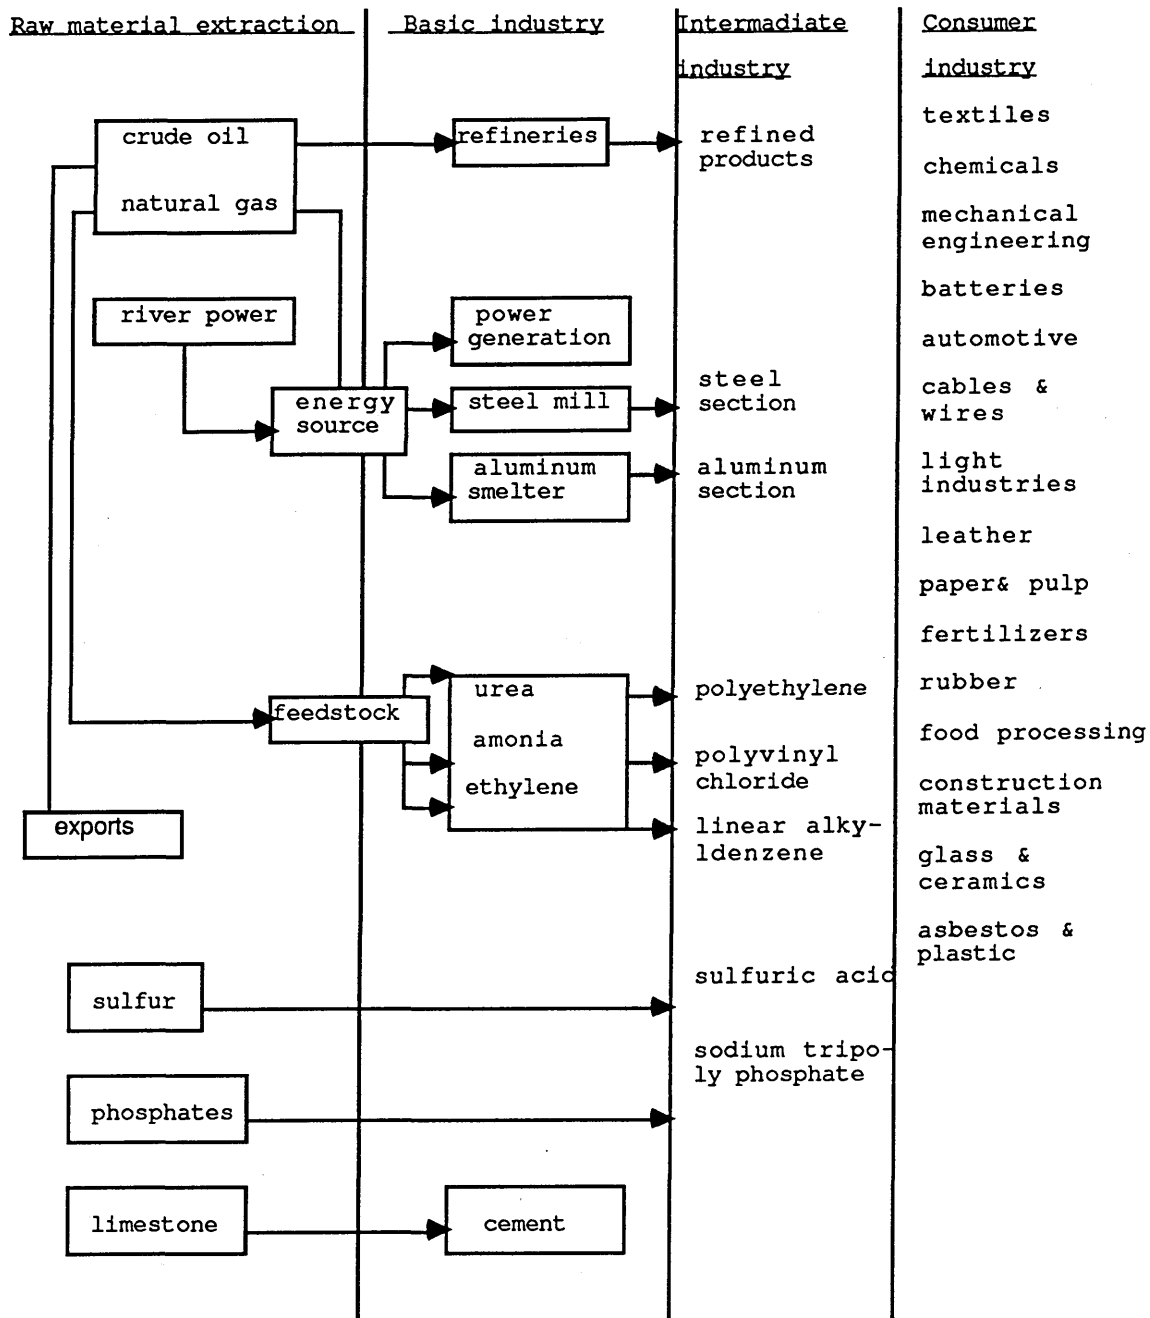 Raw material extraction
Basic industry
Intermadiate
industry
Consumer
industry
crude oil
natural gas
river power
energy
source
feedstock
exports
sulfur
phosphates
limestone
refineries
power
generation
steel mill
aluminum
smelter
urea
amonia
ethylene
cement
refined
products
steel
section
aluminum
section
polyethylene
polyvinyl
chloride
linear alky-
ldenzene
sulfuric acid
sodium tripo-
ly phosphate
textiles
chemicals
mechanical
engineering
batteries
automotive
cables &
wires
light
industries
leather
paper& pulp
fertilizers
rubber
food processing
construction
materials
glass &
ceramics
asbestos &
plastic